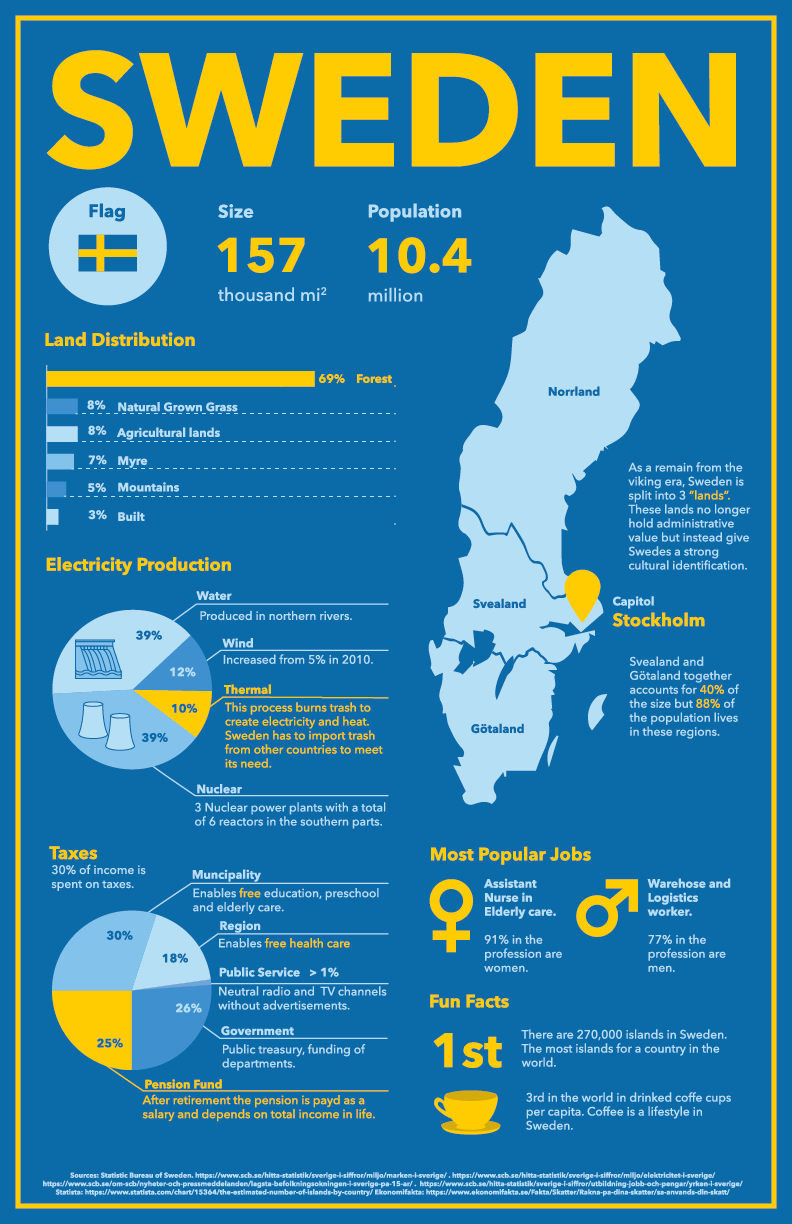 SWEDEN
Flag
Size
157
thousand mi²
Population
10.4
million
Land Distribution
69% Forest
8% Natural Grown Grass
8% Agricultural lands
7% Myre
5% Mountains
3% Built
Norrland
Svealand
Götaland
As a remain from the
viking era, Sweden is
split into 3 "lands".
These lands no longer
hold administrative
value but instead give
Swedes a strong
cultural identification.
Capitol
Stockholm
Svealand and
Götaland together
accounts for 40% of
the size but 88% of
the population lives
in these regions.
Electricity Production
39%
12%
10%
39%
Water
Produced in northern rivers.
Wind
Increased from 5% in 2010.
Thermal
This process burns trash to
create electricity and heat.
Sweden has to import trash
from other countries to meet
its need.
Nuclear
3 Nuclear power plants with a total
of 6 reactors in the southern parts.
Taxes
30% of income is
spent on taxes.
30%
18%
26%
25%
Muncipality
Enables free education, preschool
and elderly care.
Region
Enables free health care
Public Service > 1%
Neutral radio and TV channels
without advertisements.
Government
Public treasury, funding of
departments.
Pension Fund
After retirement the pension is payd as a
salary and depends on total income in life.
Most Popular Jobs
Assistant
Nurse in
Elderly care.
91% in the
profession are
women.
Warehose and
Logistics
worker.
77% in the
profession are
men.
Fun Facts
1st
There are 270,000 islands in Sweden.
The most islands for a country in the
world.
3rd in the world in drinked coffe cups
per capita. Coffee is a lifestyle in
Sweden.
Sources: Statistic Bureau of Sweden. https://www.scb.se/hitta-statistik/sverige-i-siffror/miljo/marken-i-sverige/ . https://www.scb.se/hitta-statistik/sverige-i-siffror/miljo/elektricitet-i-sverige/
https://www.scb.se/om-scb/nyheter-och-pressmeddelanden/lagsta-befolkningsokningen-i-sverige-pa-15-ar/ . https://www.scb.se/hitta-statistik/sverige-i-siffror/utbildning-jobb-och-pengar/yrken-i-sverige/
Statista: https://www.statista.com/chart/15364/the-estimated-number-of-islands-by-country/ Ekonomifakta: https://www.ekonomifakta.se/Fakta/Skatter/Rakna-pa-dina-skatter/sa-anvands-din-skatt/